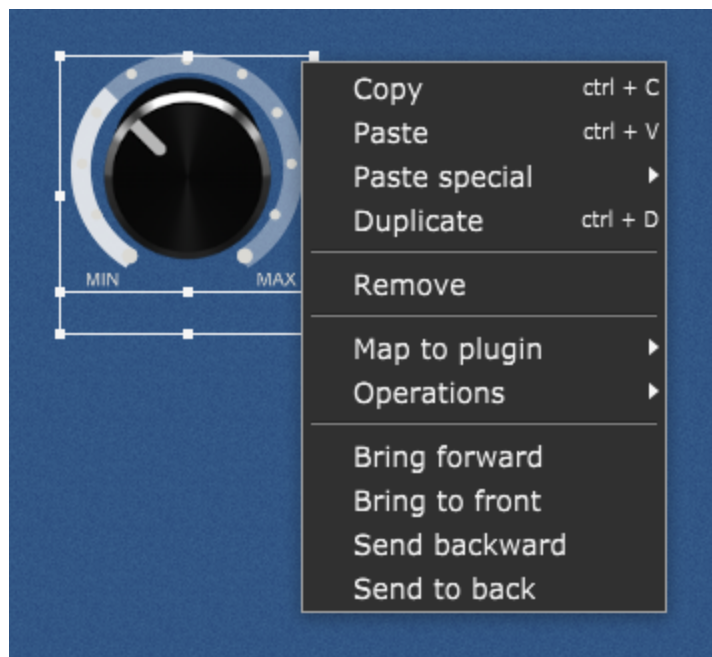 MIN
MAX
Copy ctrl + C
Paste ctrl + V
Paste special
Duplicate ctrl + D
Remove
Map to plugin
Operations
Bring forward
Bring to front
Send backward
Send to back